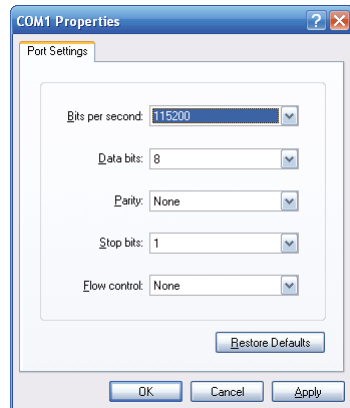 COM1 Properties
Port Settings
Bits per second: 115200
Data bits: 8
Parity: None
Stop bits: 1
Flow control: None
Restore Defaults
OK Cancel Apply